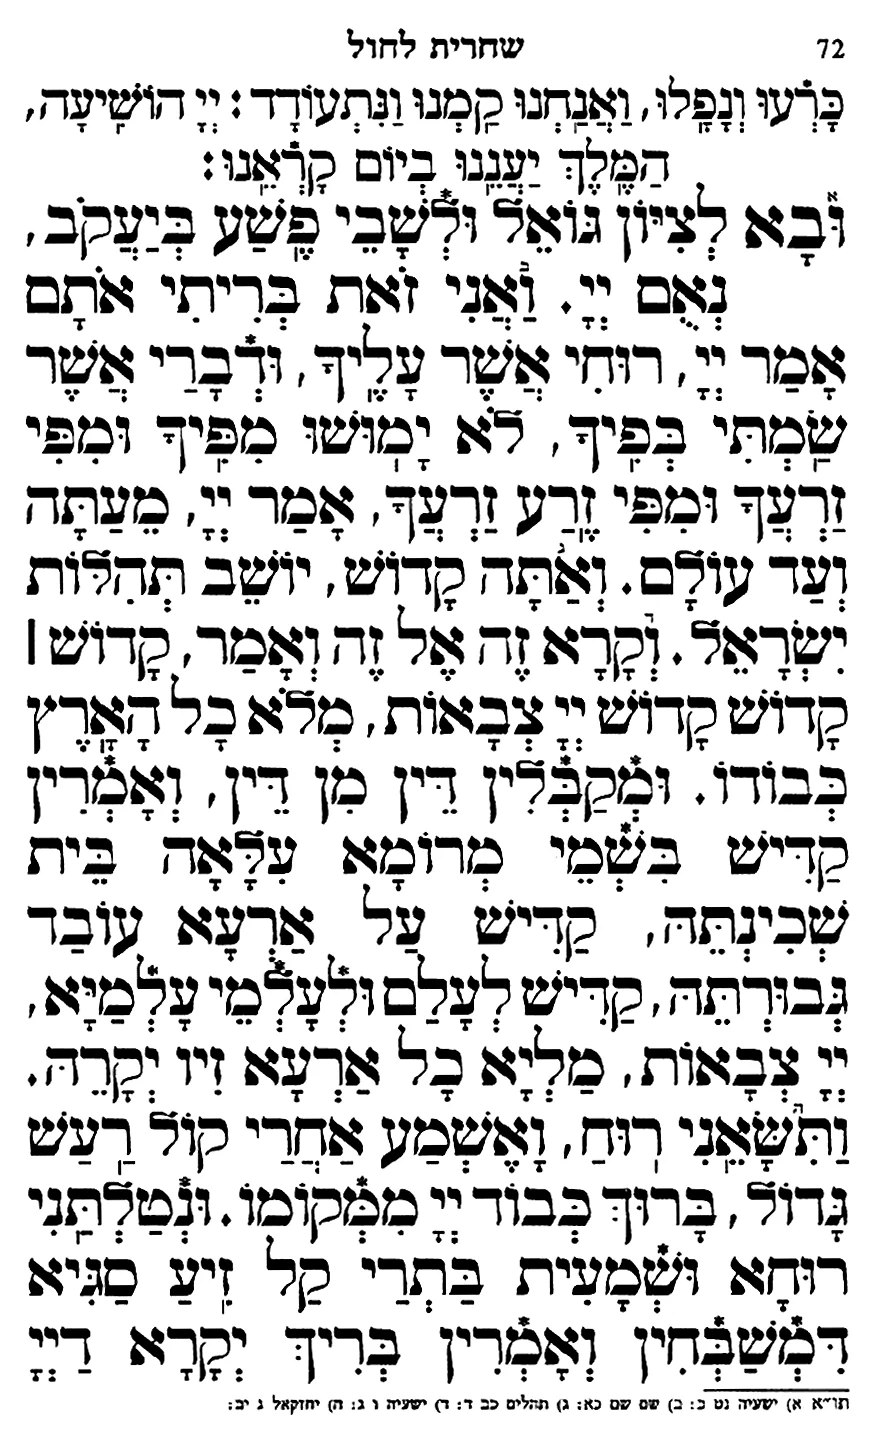 72 שחרית לחול
כָּרְעוּ וְנָפָלוּ, וַאֲנַחְנוּ קַמְנוּ וַנִּתְעוֹדָד: יְיָ הוֹשִׁיעָה,
הַמֶּלֶךְ יַעֲנֵנוּ בְיוֹם קָרְאֵנוּ:
וּבָא לְצִיּוֹן גּוֹאֵל וּלְשָׁבֵי פֶשַׁע בְּיַעֲקֹב,
נְאֻם יְיָ. וַאֲנִי זֹאת בְּרִיתִי אֹתָם
אָמַר יְיָ, רוּחִי אֲשֶׁר עָלֶיךָ, וּדְבָרַי אֲשֶׁר
שַׂמְתִּי בְּפִיךָ, לֹא יָמוּשׁוּ מִפִּיךָ וּמִפִּי
זַרְעֲךָ וּמִפִּי זֶרַע זַרְעֲךָ, אָמַר יְיָ, מֵעַתָּה
וְעַד עוֹלָם. וְאַתָּה קָדוֹשׁ, יוֹשֵׁב תְּהִלּוֹת
יִשְׂרָאֵל. וְקָרָא זֶה אֶל זֶה וְאָמַר, קָדוֹשׁ |
קָדוֹשׁ קָדוֹשׁ יְיָ צְבָאוֹת, מְלֹא כָל הָאָרֶץ
כְּבוֹדוֹ. וּמְקַבְּלִין דֵּין מִן דֵּין, וְאָמְרִין
קַדִּישׁ בִּשְׁמֵי מְרוֹמָא עִלָּאָה בֵּית
שְׁכִינְתֵּהּ, קַדִּישׁ עַל אַרְעָא עוֹבַד
גְּבוּרְתֵּהּ, קַדִּישׁ לְעָלַם וּלְעָלְמֵי עָלְמַיָּא,
יְיָ צְבָאוֹת, מַלְיָא כָל אַרְעָא זִיו יְקָרֵהּ.
וַתִּשָּׂאֵנִי רוּחַ, וָאֶשְׁמַע אַחֲרַי קוֹל רַעַשׁ
גָּדוֹל, בָּרוּךְ כְּבוֹד יְיָ מִמְּקוֹמוֹ. וּנְטַלְתַּנִי
רוּחָא וּשְׁמָעִית בַּתְרַי קַל זִיעַ סַגִּיא
דִּמְשַׁבְּחִין וְאָמְרִין בְּרִיךְ יְקָרָא דַיְיָ
תו״א א) ישעיה נט כ: ב) שם שם כא: ג) תהלים כב ד: ד) ישעיה ו ג: ה) יחזקאל ג יב: